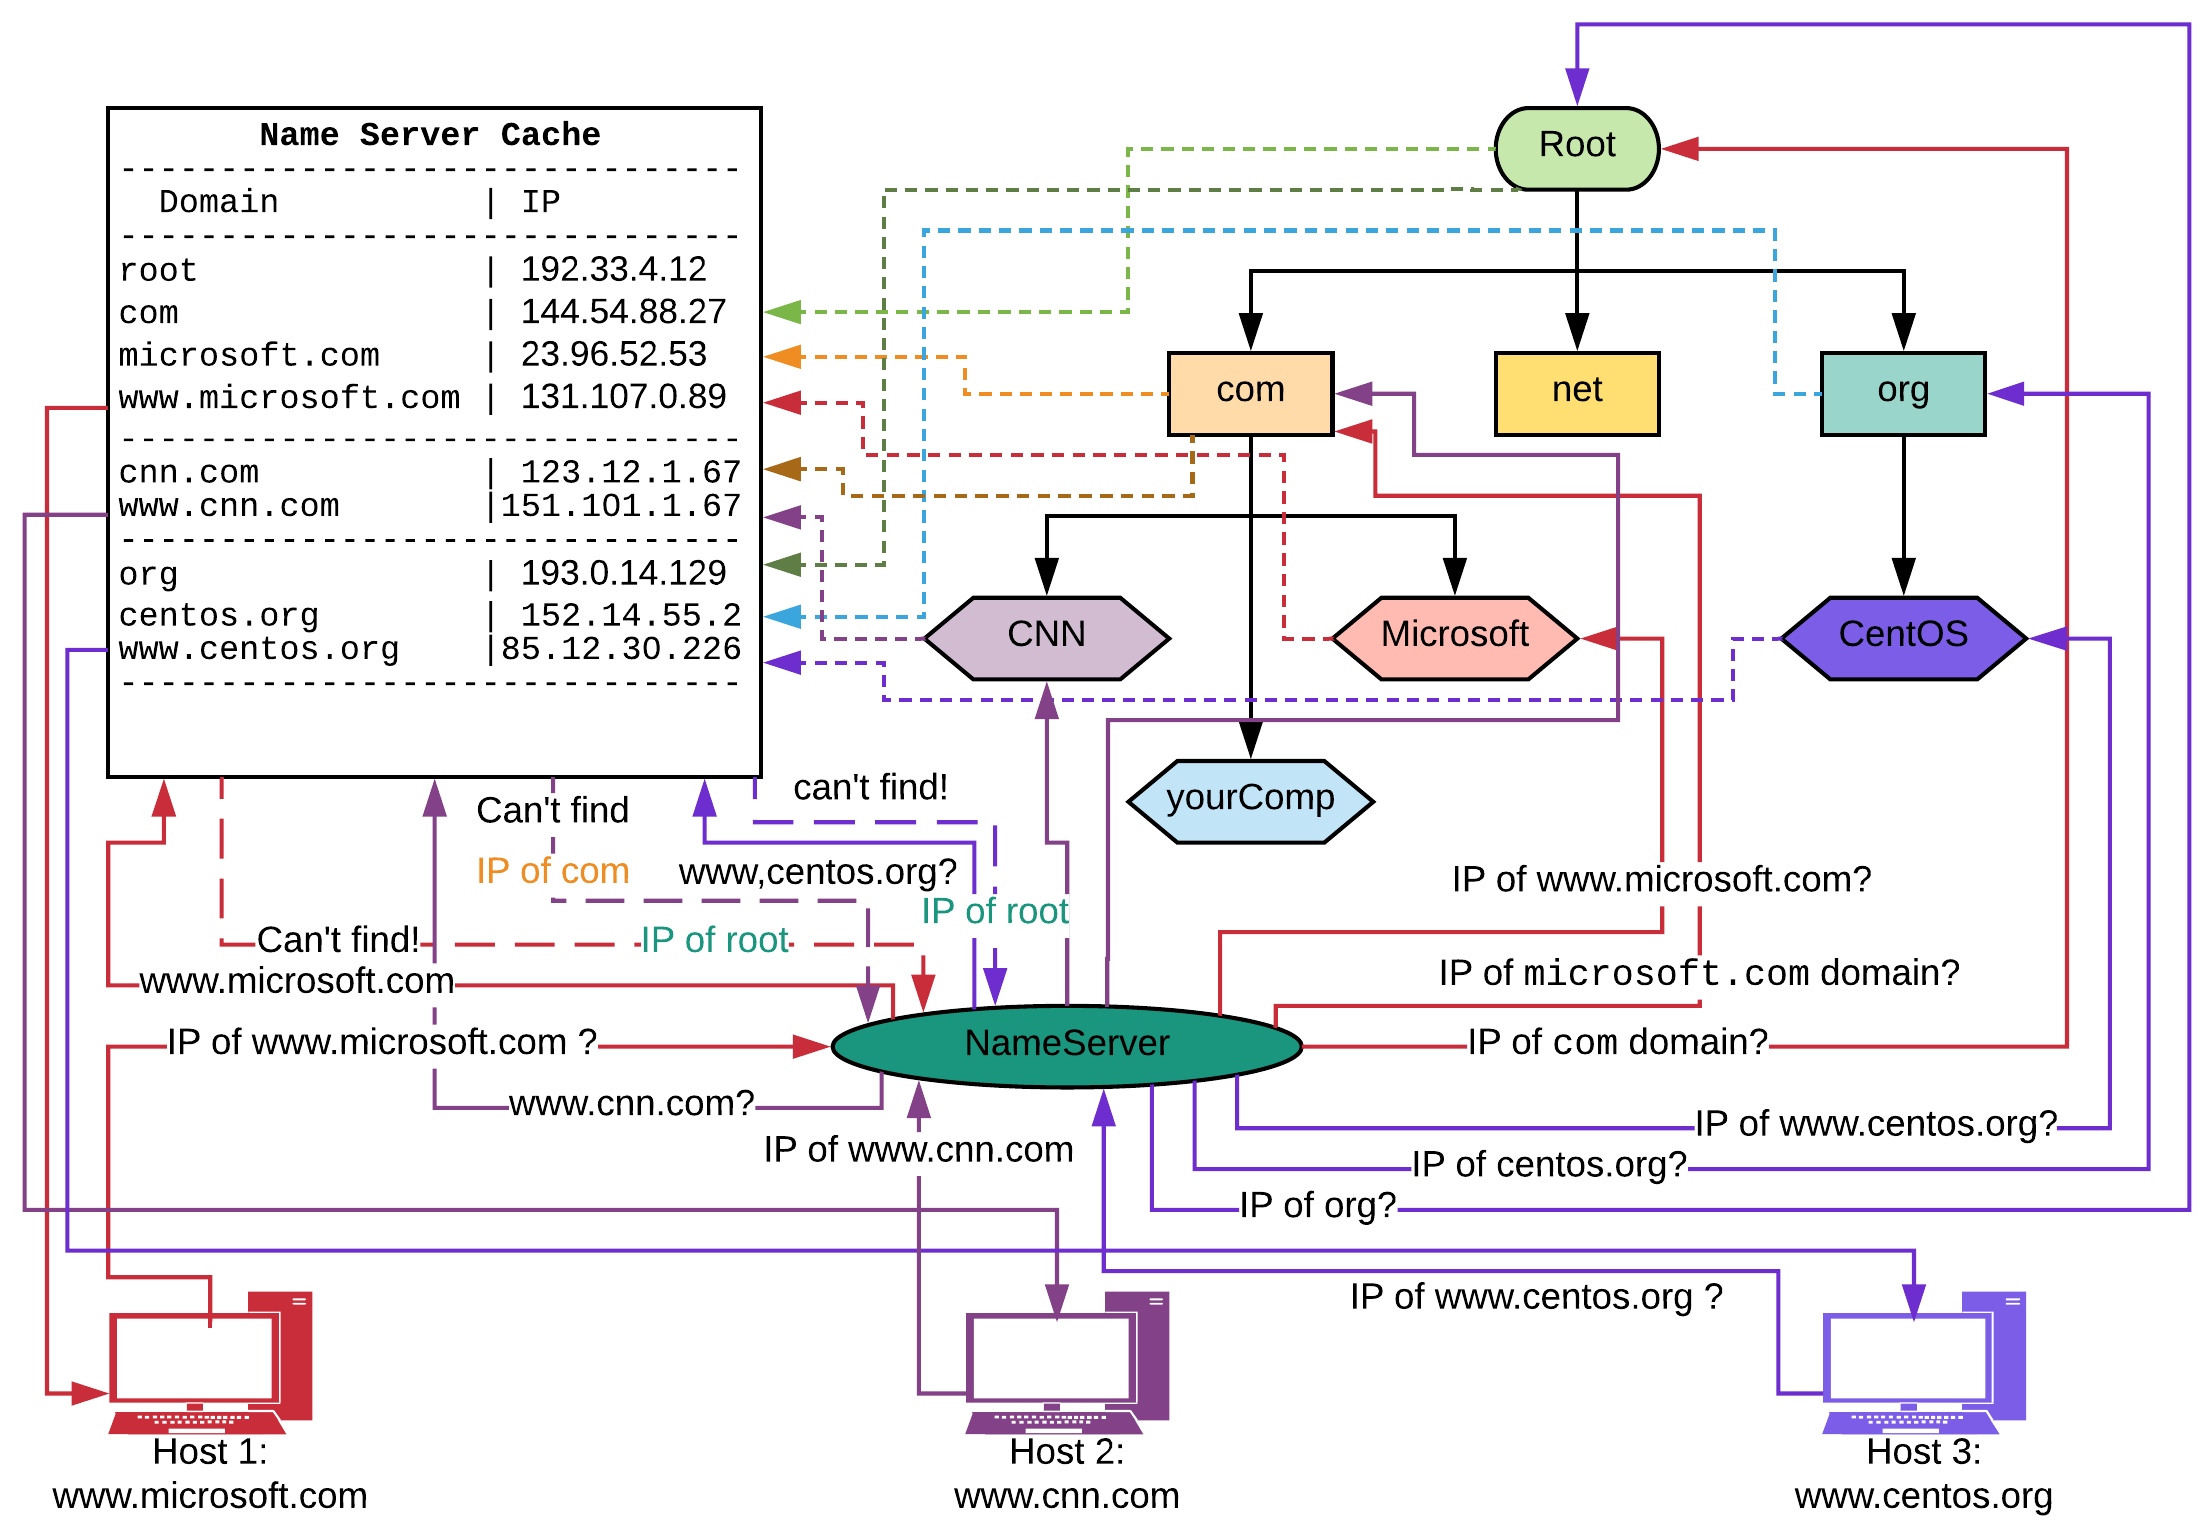 Name Server Cache
-------------------------------
Domain | IP
-------------------------------
root | 192.33.4.12
com | 144.54.88.27
microsoft.com | 23.96.52.53
www.microsoft.com | 131.107.0.89
-------------------------------
cnn.com | 123.12.1.67
www.cnn.com |151.101.1.67
-------------------------------
org | 193.0.14.129
centos.org | 152.14.55.2
www.centos.org |85.12.30.226
-------------------------------
Root
com
net
org
CNN
Microsoft
CentOS
yourComp
can't find!
Can't find
IP of com
www,centos.org?
IP of root
Can't find!
IP of root
www.microsoft.com
IP of www.microsoft.com?
IP of microsoft.com domain?
IP of www.microsoft.com ?
NameServer
IP of com domain?
www.cnn.com?
IP of www.cnn.com
IP of www.centos.org?
IP of centos.org?
IP of org?
IP of www.centos.org ?
Host 1:
www.microsoft.com
Host 2:
www.cnn.com
Host 3:
www.centos.org